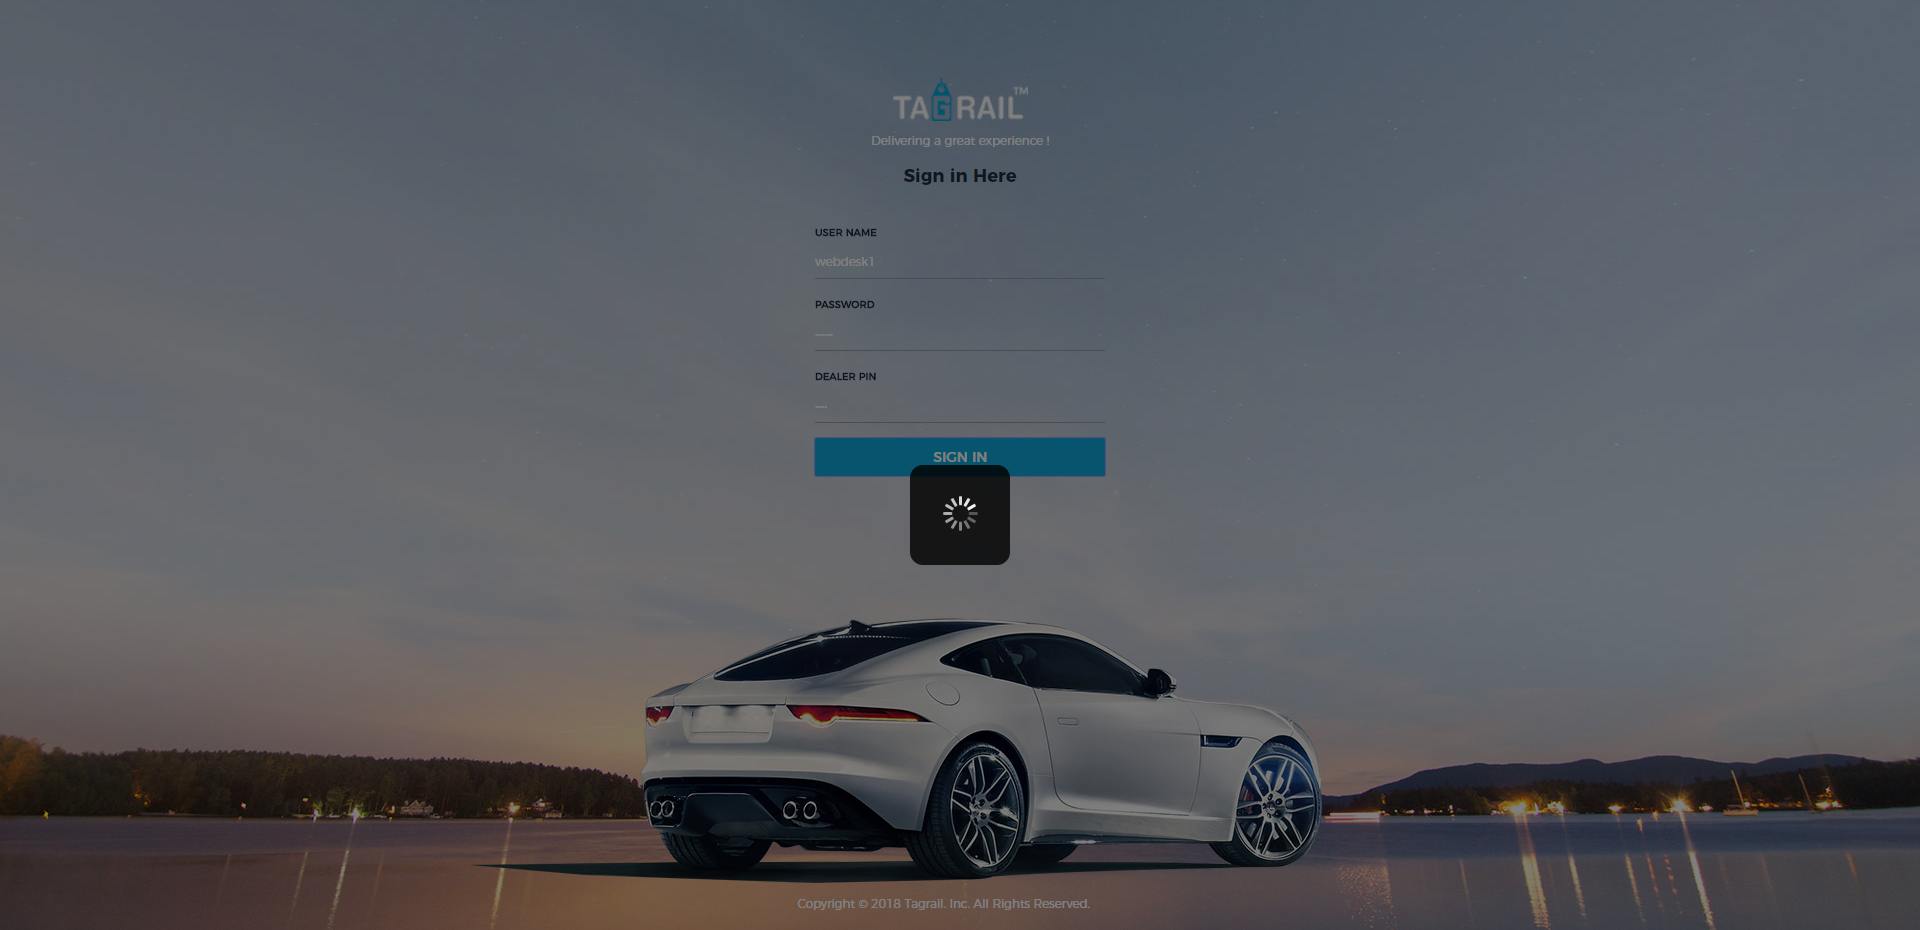 TAGRAIL™
Delivering a great experience !
Sign in Here
USER NAME
webdesk1
PASSWORD
DEALER PIN
SIGN IN
Copyright © 2018 Tagrail. Inc. All Rights Reserved.